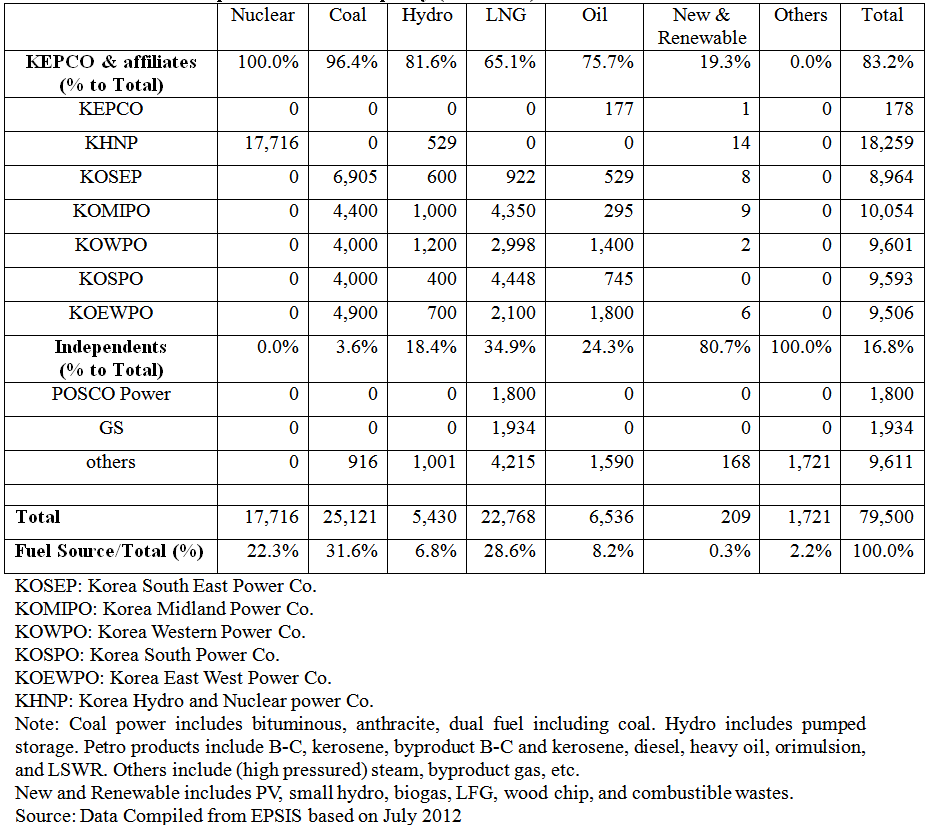 Nuclear Coal Hydro LNG Oil New & Others Total
Renewable
KEPCO & affiliates 100.0% 96.4% 81.6% 65.1% 75.7% 19.3% 0.0% 83.2%
(% to Total)
KEPCO 0 0 0 0 177 1 0 178
KHNP 17,716 0 529 0 0 14 0 18,259
KOSEP 0 6,905 600 922 529 8 0 8,964
KOMIPO 0 4,400 1,000 4,350 295 9 0 10,054
KOWPO 0 4,000 1,200 2,998 1,400 2 0 9,601
KOSPO 0 4,000 400 4,448 745 0 0 9,593
KOEWPO 0 4,900 700 2,100 1,800 6 0 9,506
Independents 0.0% 3.6% 18.4% 34.9% 24.3% 80.7% 100.0% 16.8%
(% to Total)
POSCO Power 0 0 0 1,800 0 0 0 1,800
GS 0 0 0 1,934 0 0 0 1,934
others 0 916 1,001 4,215 1,590 168 1,721 9,611
Total 17,716 25,121 5,430 22,768 6,536 209 1,721 79,500
Fuel Source/Total (%) 22.3% 31.6% 6.8% 28.6% 8.2% 0.3% 2.2% 100.0%
KOSEP: Korea South East Power Co.
KOMIPO: Korea Midland Power Co.
KOWPO: Korea Western Power Co.
KOSPO: Korea South Power Co.
KOEWPO: Korea East West Power Co.
KHNP: Korea Hydro and Nuclear power Co.
Note: Coal power includes bituminous, anthracite, dual fuel including coal. Hydro includes pumped
storage. Petro products include B-C, kerosene, byproduct B-C and kerosene, diesel, heavy oil, orimulsion,
and LSWR. Others include (high pressured) steam, byproduct gas, etc.
New and Renewable includes PV, small hydro, biogas, LFG, wood chip, and combustible wastes.
Source: Data Compiled from EPSIS based on July 2012